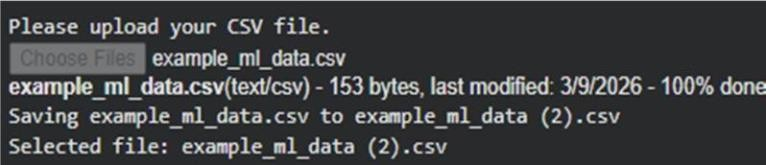 Please upload your CSV file.
Choose Files example_ml_data.csv
example_ml_data.csv(text/csv) - 153 bytes, last modified: 3/9/2026 - 100% done
Saving example_ml_data.csv to example_ml_data (2).csv
Selected file: example_ml_data (2).csv